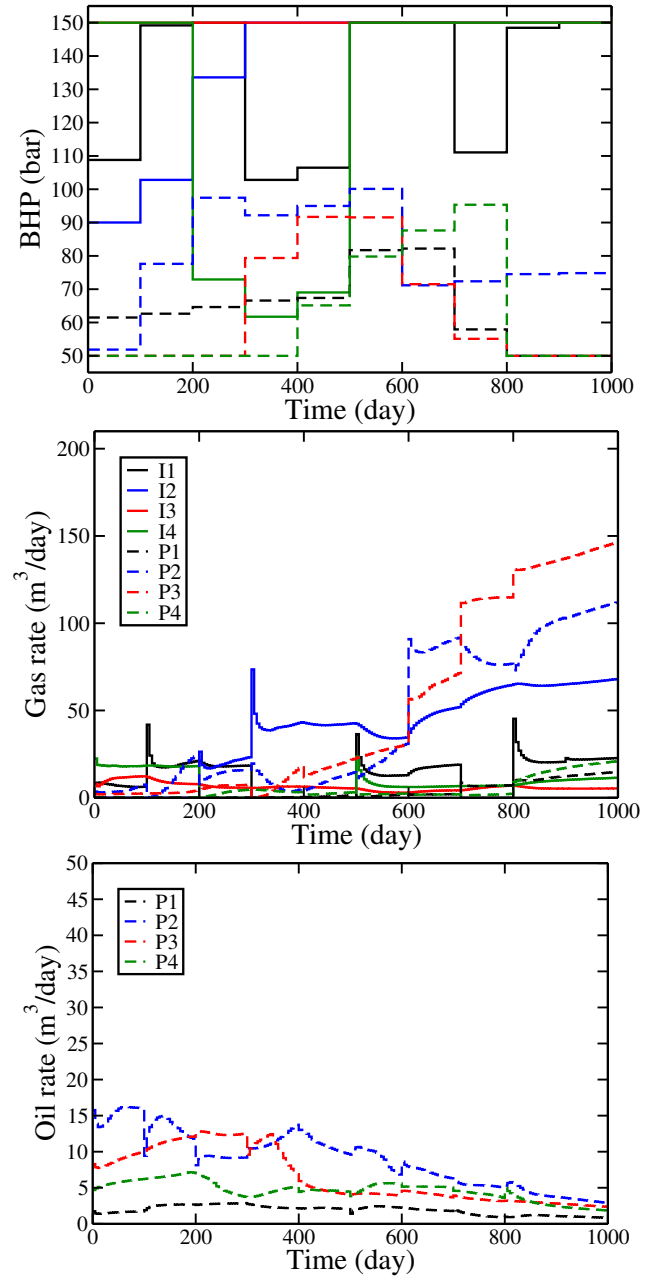 150
140
130
120
110
100
90
80
70
60
50
BHP (bar)
0 200 400 600 800 1000
Time (day)
200
150
100
50
0
Gas rate (m³/day)
I1
I2
I3
I4
P1
P2
P3
P4
0 200 400 600 800 1000
Time (day)
50
45
40
35
30
25
20
15
10
5
0
Oil rate (m³/day)
P1
P2
P3
P4
0 200 400 600 800 1000
Time (day)